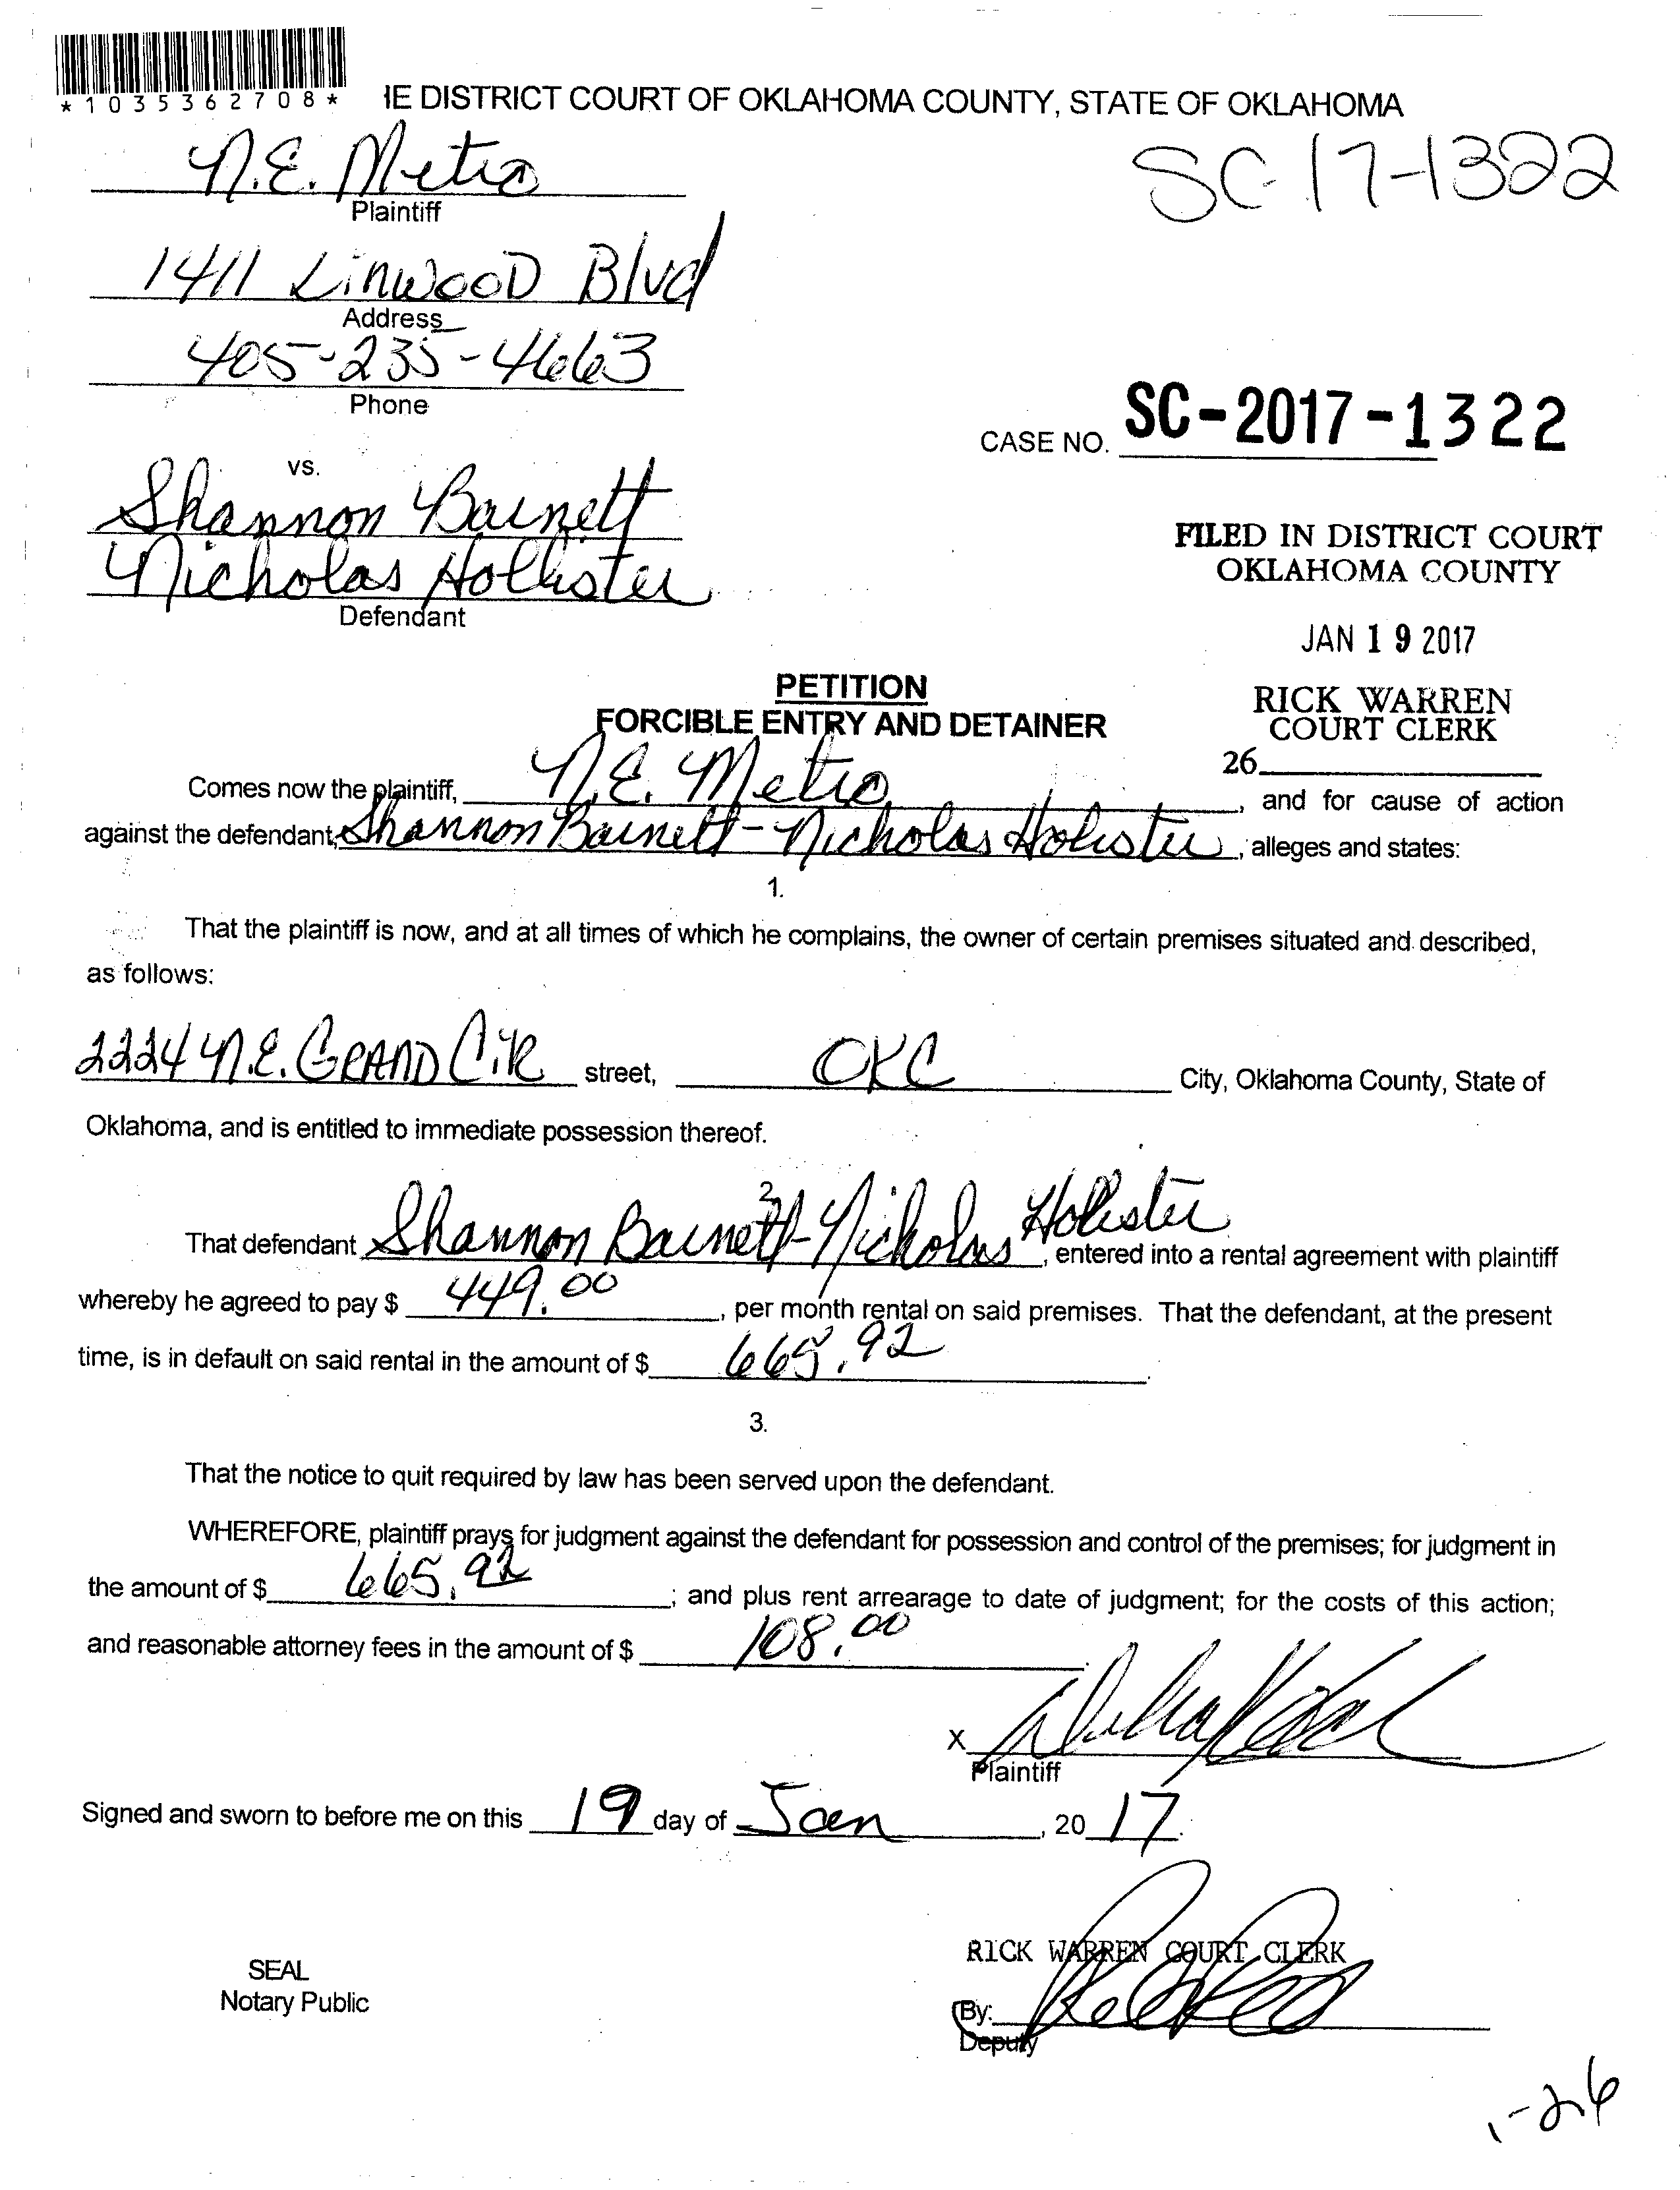 *1035362708*
IE DISTRICT COURT OF OKLAHOMA COUNTY, STATE OF OKLAHOMA
N.E. Metro
SC-17-1322
Plaintiff
1411 LinwooD Blvd
Address
405-235-4663
Phone
CASE NO. SC-2017-1322
vs.
Shannon Barnett
Nicholas Hollister
Defendant
FILED IN DISTRICT COURT
OKLAHOMA COUNTY
JAN 19 2017
RICK WARREN
COURT CLERK
26
PETITION
FORCIBLE ENTRY AND DETAINER
Comes now the plaintiff, N.E. Metro, and for cause of action
against the defendant, Shannon Barnett-Nicholas Holister, alleges and states:
1.
That the plaintiff is now, and at all times of which he complains, the owner of certain premises situated and described,
as follows:
2224 N.E. GRAND CiR street, OKC City, Oklahoma County, State of
Oklahoma, and is entitled to immediate possession thereof.
2.
That defendant Shannon Barnett-Nicholas Holister, entered into a rental agreement with plaintiff
whereby he agreed to pay $ 449.00, per month rental on said premises. That the defendant, at the present
time, is in default on said rental in the amount of $ 665.92.
3.
That the notice to quit required by law has been served upon the defendant.
WHEREFORE, plaintiff prays for judgment against the defendant for possession and control of the premises; for judgment in
the amount of $ 665.92; and plus rent arrearage to date of judgment; for the costs of this action;
and reasonable attorney fees in the amount of $ 108.00.
X
Plaintiff
Signed and sworn to before me on this 19 day of Jan, 20 17.
RICK WARREN COURT CLERK
SEAL
Notary Public
By:
Deputy
1-26